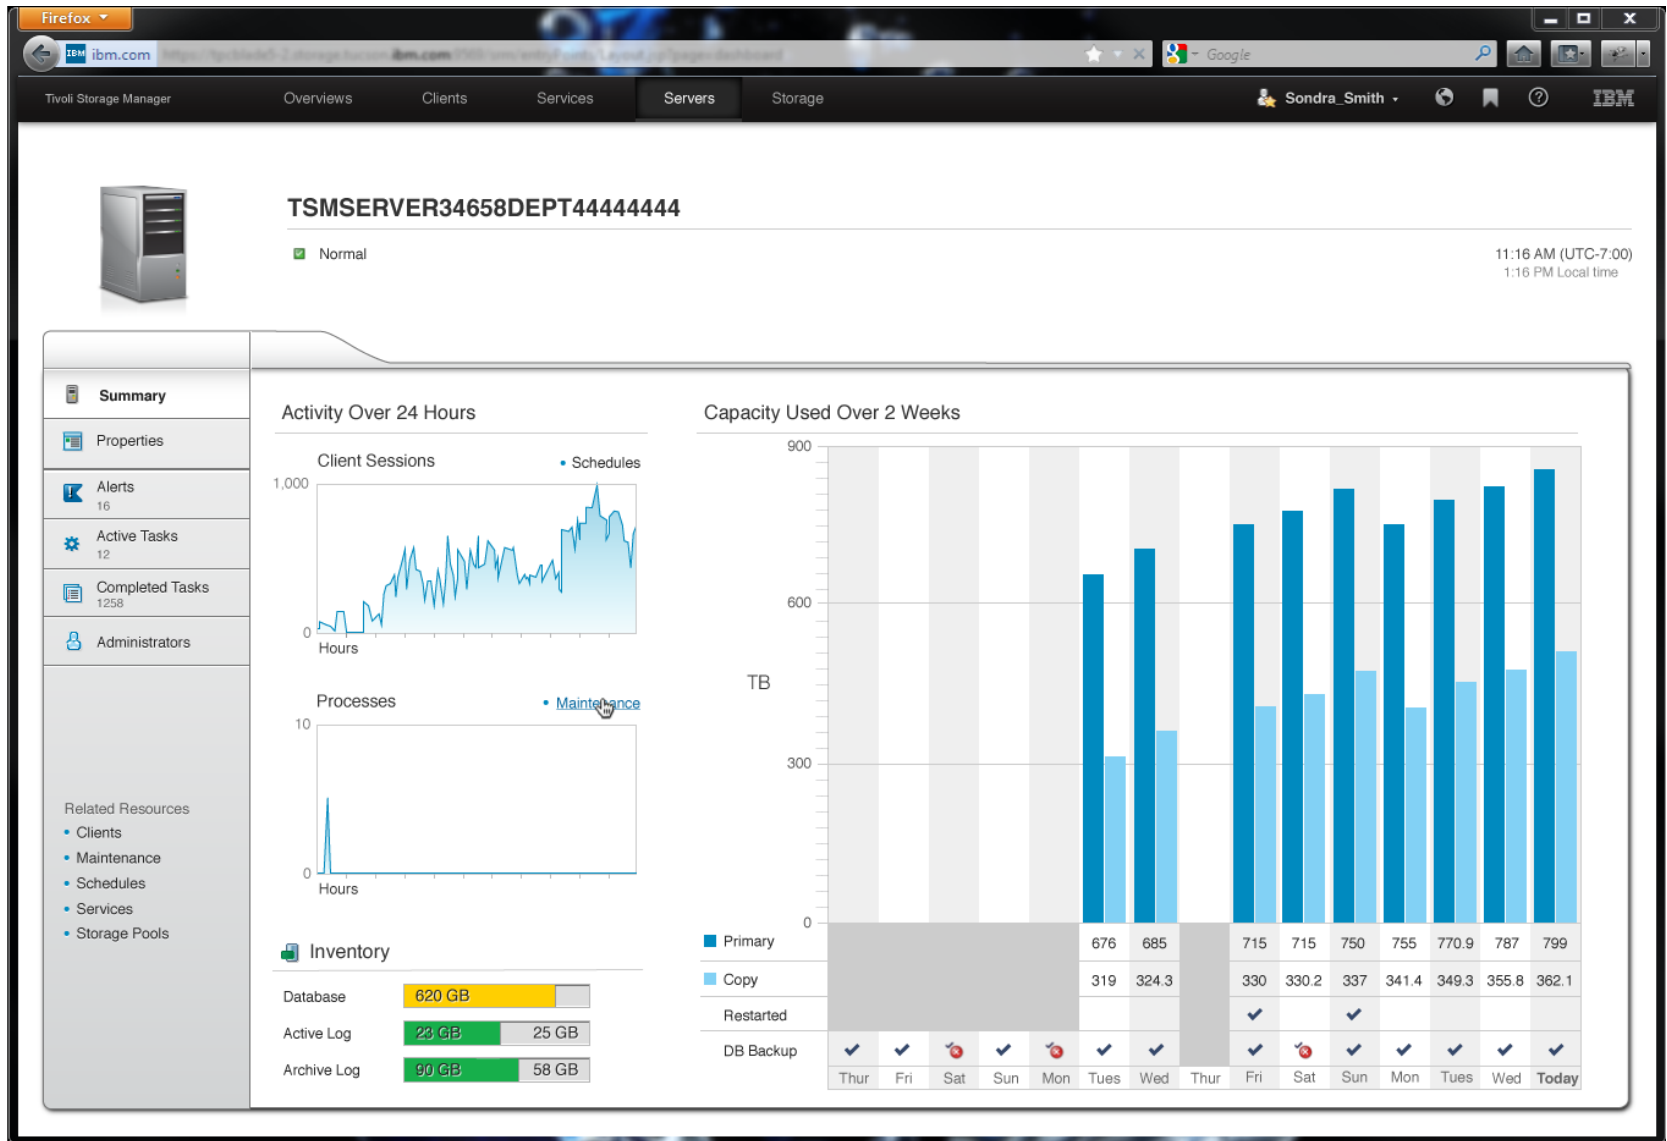 Firefox
IBM ibm.com
Google
Tivoli Storage Manager Overviews Clients Services Servers Storage Sondra_Smith IBM
TSMSERVER34658DEPT44444444
Normal
11:16 AM (UTC-7:00)
1:16 PM Local time
Summary
Properties
Alerts
16
Active Tasks
12
Completed Tasks
1258
Administrators
Related Resources
• Clients
• Maintenance
• Schedules
• Services
• Storage Pools
Activity Over 24 Hours
Client Sessions • Schedules
1,000
0
Hours
Processes • Maintenance
10
0
Hours
Inventory
Database 620 GB
Active Log 23 GB 25 GB
Archive Log 90 GB 58 GB
Capacity Used Over 2 Weeks
900
600
TB
300
0
Primary 676 685 715 715 750 755 770.9 787 799
Copy 319 324.3 330 330.2 337 341.4 349.3 355.8 362.1
Restarted
DB Backup
Thur Fri Sat Sun Mon Tues Wed Thur Fri Sat Sun Mon Tues Wed Today